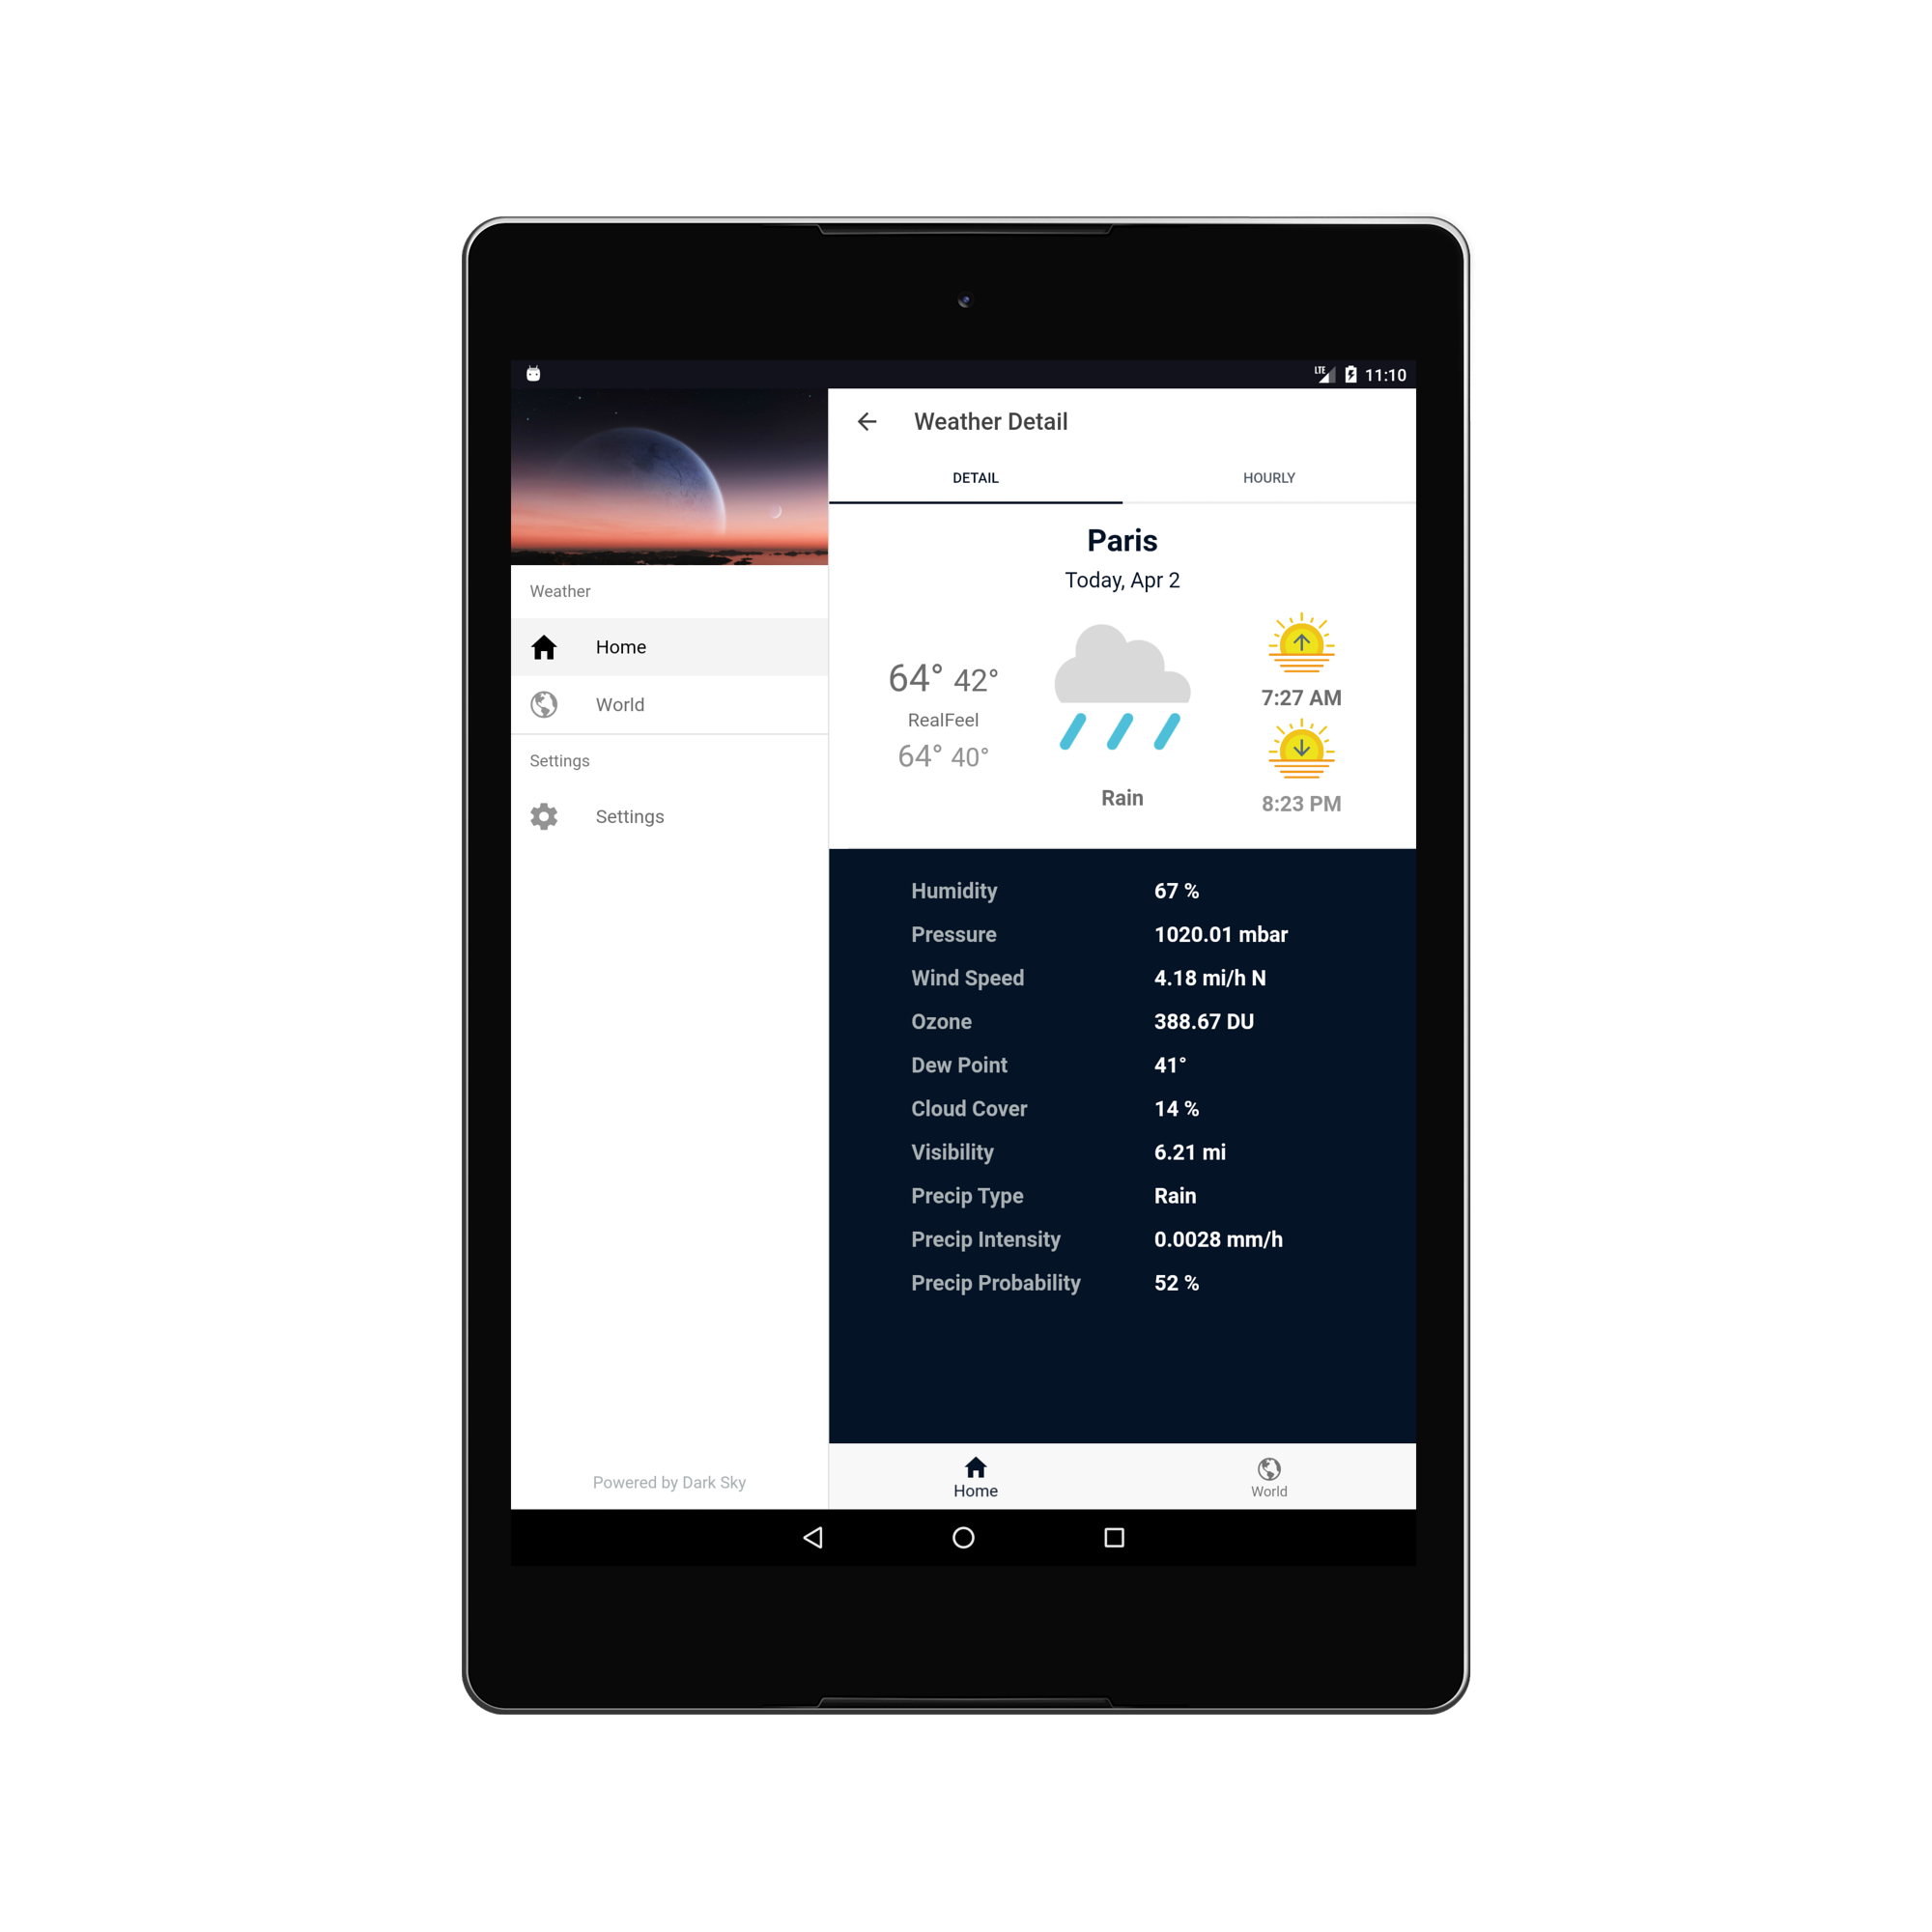 LTE 11:10
Weather
Home
World
Settings
Settings
Powered by Dark Sky
Weather Detail
DETAIL HOURLY
Paris
Today, Apr 2
64° 42°
RealFeel
64° 40°
Rain
7:27 AM
8:23 PM
Humidity 67 %
Pressure 1020.01 mbar
Wind Speed 4.18 mi/h N
Ozone 388.67 DU
Dew Point 41°
Cloud Cover 14 %
Visibility 6.21 mi
Precip Type Rain
Precip Intensity 0.0028 mm/h
Precip Probability 52 %
Home World